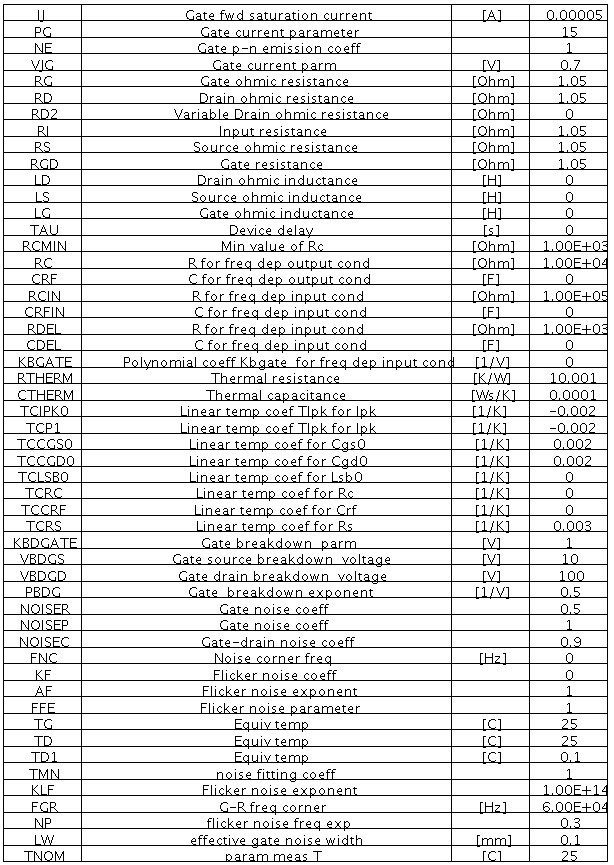 IJ Gate fwd saturation current [A] 0.00005
PG Gate current parameter 15
NE Gate p-n emission coeff 1
VJG Gate current parm [V] 0.7
RG Gate ohmic resistance [Ohm] 1.05
RD Drain ohmic resistance [Ohm] 1.05
RD2 Variable Drain ohmic resistance [Ohm] 0
RI Input resistance [Ohm] 1.05
RS Source ohmic resistance [Ohm] 1.05
RGD Gate resistance [Ohm] 1.05
LD Drain ohmic inductance [H] 0
LS Source ohmic inductance [H] 0
LG Gate ohmic inductance [H] 0
TAU Device delay [s] 0
RCMIN Min value of Rc [Ohm] 1.00E+03
RC R for freq dep output cond [Ohm] 1.00E+04
CRF C for freq dep output cond [F] 0
RCIN R for freq dep input cond [Ohm] 1.00E+05
CRFIN C for freq dep input cond [F] 0
RDEL R for freq dep input cond [Ohm] 1.00E+03
CDEL C for freq dep input cond [F] 0
KBGATE Polynomial coeff Kbgate for freq dep input cond [1/V] 0
RTHERM Thermal resistance [K/W] 10.001
CTHERM Thermal capacitance [Ws/K] 0.0001
TCIPK0 Linear temp coef TIpk for Ipk [1/K] -0.002
TCP1 Linear temp coef TIpk for Ipk [1/K] -0.002
TCCGS0 Linear temp coef for Cgs0 [1/K] 0.002
TCCGD0 Linear temp coef for Cgd0 [1/K] 0.002
TCLSB0 Linear temp coef for Lsb0 [1/K] 0
TCRC Linear temp coef for Rc [1/K] 0
TCCRF Linear temp coef for Crf [1/K] 0
TCRS Linear temp coef for Rs [1/K] 0.003
KBDGATE Gate breakdown parm [V] 1
VBDGS Gate source breakdown voltage [V] 10
VBDGD Gate drain breakdown voltage [V] 100
PBDG Gate breakdown exponent [1/V] 0.5
NOISER Gate noise coeff 0.5
NOISEP Gate noise coeff 1
NOISEC Gate-drain noise coeff 0.9
FNC Noise corner freq [Hz] 0
KF Flicker noise coeff 0
AF Flicker noise exponent 1
FFE Flicker noise parameter 1
TG Equiv temp [C] 25
TD Equiv temp [C] 25
TD1 Equiv temp [C] 0.1
TMN noise fitting coeff 1
KLF Flicker noise exponent 1.00E+14
FGR G-R freq corner [Hz] 6.00E+04
NP flicker noise freq exp 0.3
LW effective gate noise width [mm] 0.1
TNOM param meas T [C] 25